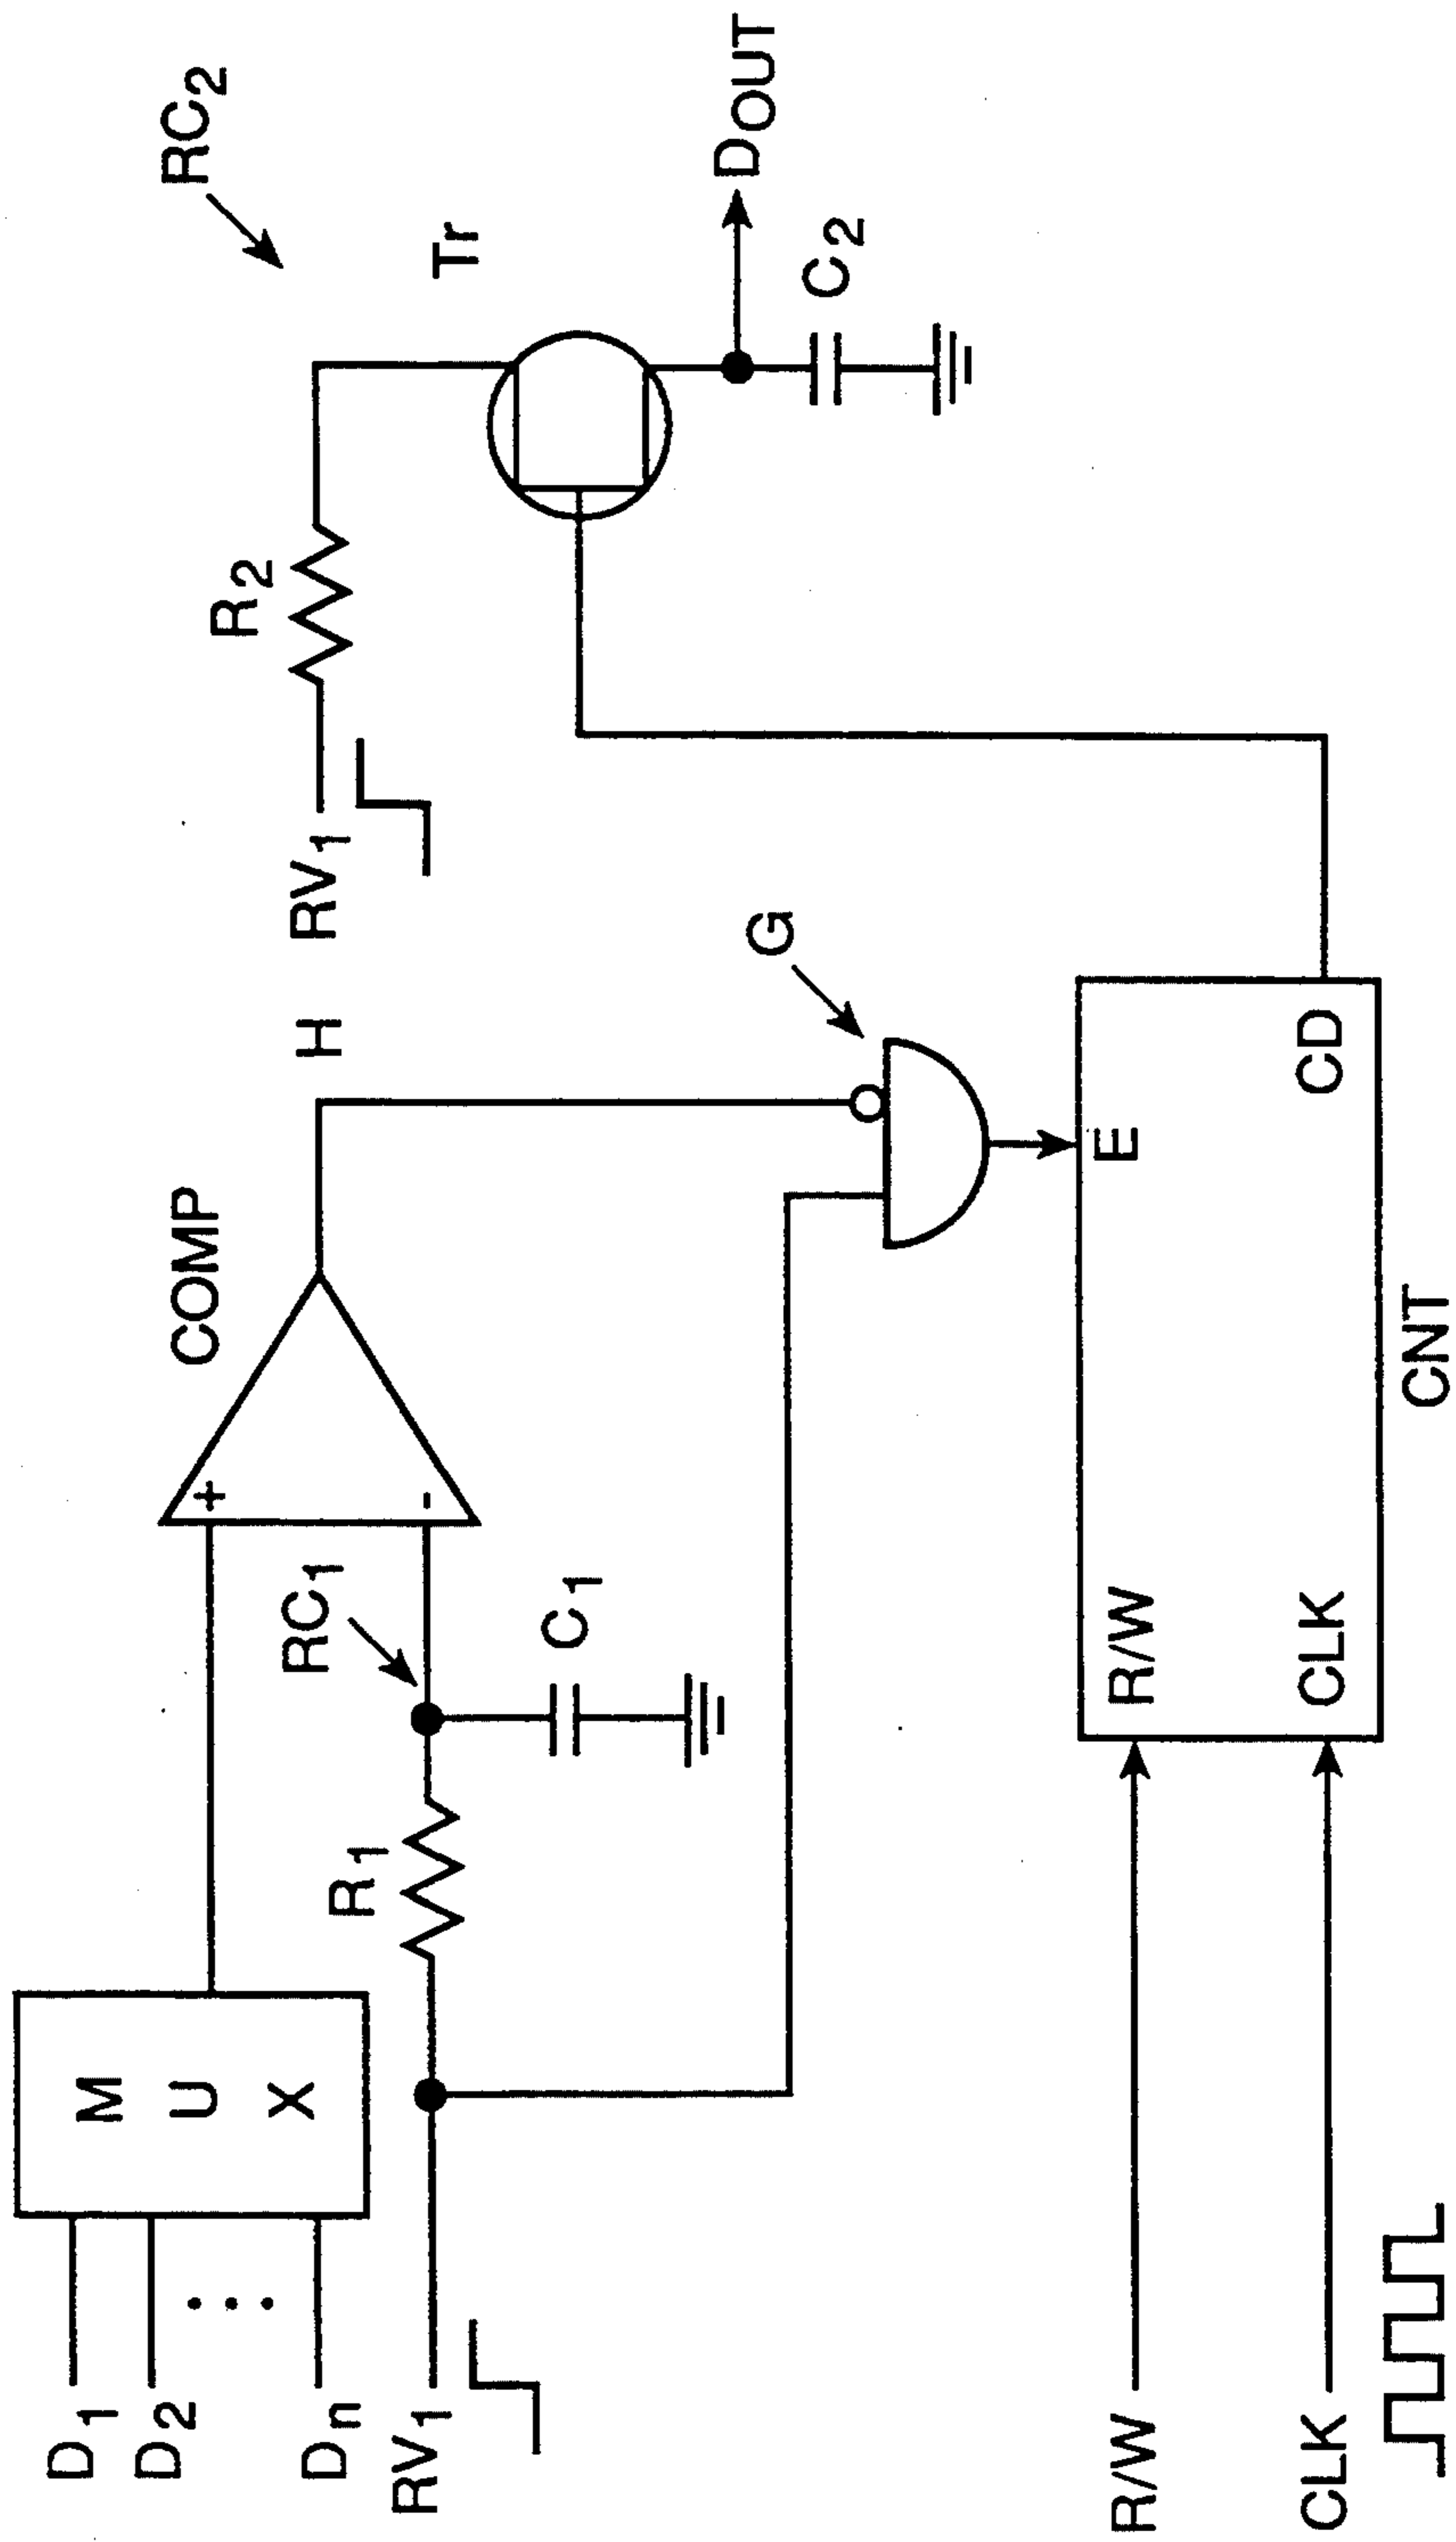 RC2
COMP
H
D1
D2
Dn
M
U
X
+
-
RC1
R1
C1
RV1
RV1
R2
Tr
DOUT
C2
G
R/W
CLK
R/W
CLK
E
CD
CNT